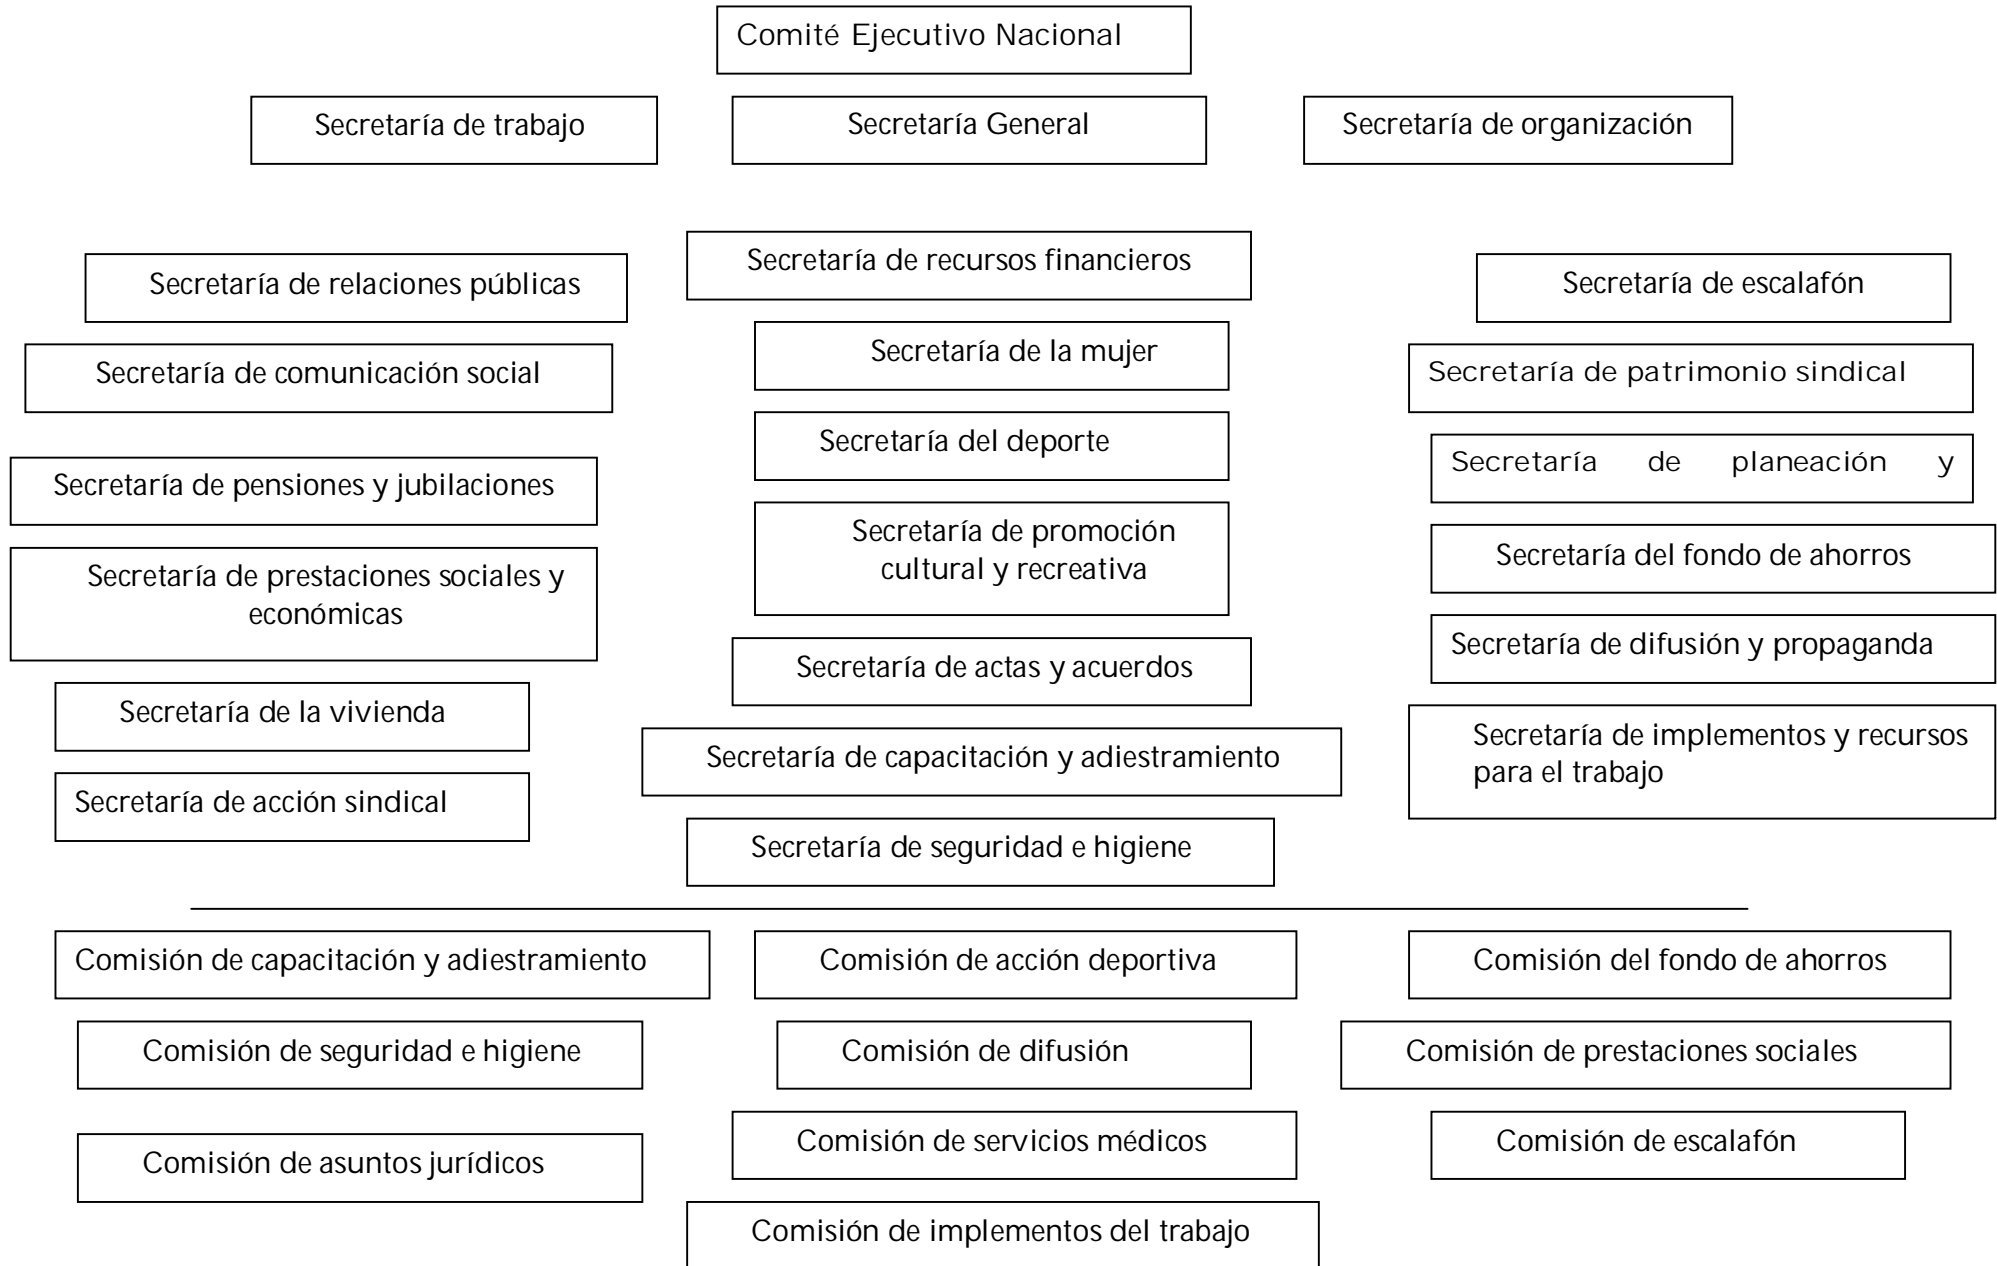 Comité Ejecutivo Nacional
Secretaría de trabajo
Secretaría General
Secretaría de organización
Secretaría de relaciones públicas
Secretaría de recursos financieros
Secretaría de escalafón
Secretaría de comunicación social
Secretaría de la mujer
Secretaría de patrimonio sindical
Secretaría de pensiones y jubilaciones
Secretaría del deporte
Secretaría de planeación y
Secretaría de prestaciones sociales y
económicas
Secretaría de promoción
cultural y recreativa
Secretaría del fondo de ahorros
Secretaría de la vivienda
Secretaría de actas y acuerdos
Secretaría de difusión y propaganda
Secretaría de acción sindical
Secretaría de capacitación y adiestramiento
Secretaría de implementos y recursos
para el trabajo
Secretaría de seguridad e higiene
Comisión de capacitación y adiestramiento
Comisión de acción deportiva
Comisión del fondo de ahorros
Comisión de seguridad e higiene
Comisión de difusión
Comisión de prestaciones sociales
Comisión de asuntos jurídicos
Comisión de servicios médicos
Comisión de escalafón
Comisión de implementos del trabajo